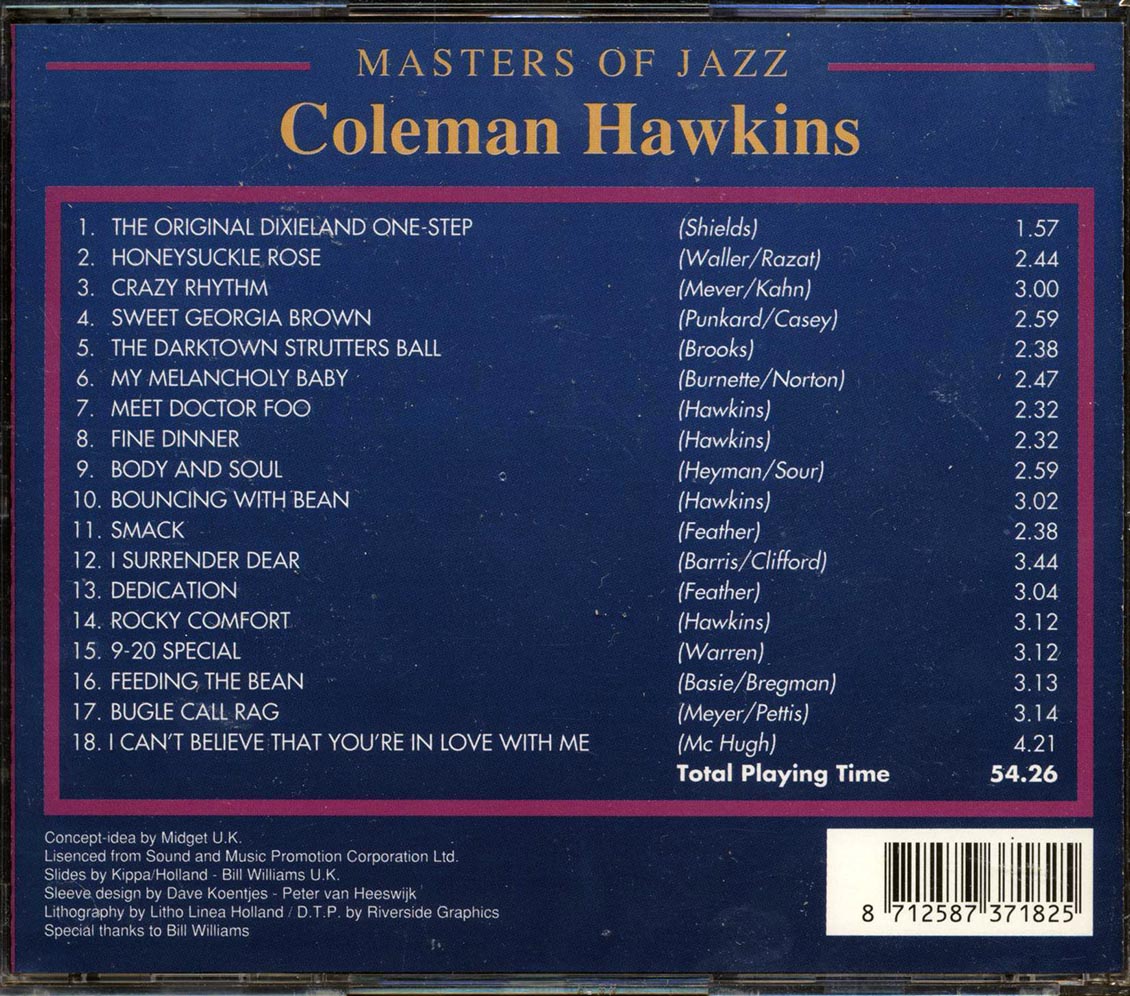 MASTERS OF JAZZ
Coleman Hawkins
1. THE ORIGINAL DIXIELAND ONE-STEP (Shields) 1.57
2. HONEYSUCKLE ROSE (Waller/Razat) 2.44
3. CRAZY RHYTHM (Mever/Kahn) 3.00
4. SWEET GEORGIA BROWN (Punkard/Casey) 2.59
5. THE DARKTOWN STRUTTERS BALL (Brooks) 2.38
6. MY MELANCHOLY BABY (Burnette/Norton) 2.47
7. MEET DOCTOR FOO (Hawkins) 2.32
8. FINE DINNER (Hawkins) 2.32
9. BODY AND SOUL (Heyman/Sour) 2.59
10. BOUNCING WITH BEAN (Hawkins) 3.02
11. SMACK (Feather) 2.38
12. I SURRENDER DEAR (Barris/Clifford) 3.44
13. DEDICATION (Feather) 3.04
14. ROCKY COMFORT (Hawkins) 3.12
15. 9-20 SPECIAL (Warren) 3.12
16. FEEDING THE BEAN (Basie/Bregman) 3.13
17. BUGLE CALL RAG (Meyer/Pettis) 3.14
18. I CAN'T BELIEVE THAT YOU'RE IN LOVE WITH ME (Mc Hugh) 4.21
Total Playing Time 54.26
Concept-idea by Midget U.K.
Lisenced from Sound and Music Promotion Corporation Ltd.
Slides by Kippa/Holland - Bill Williams U.K.
Sleeve design by Dave Koentjes - Peter van Heeswijk
Lithography by Litho Linea Holland / D.T.P. by Riverside Graphics
Special thanks to Bill Williams
8 712587 371825